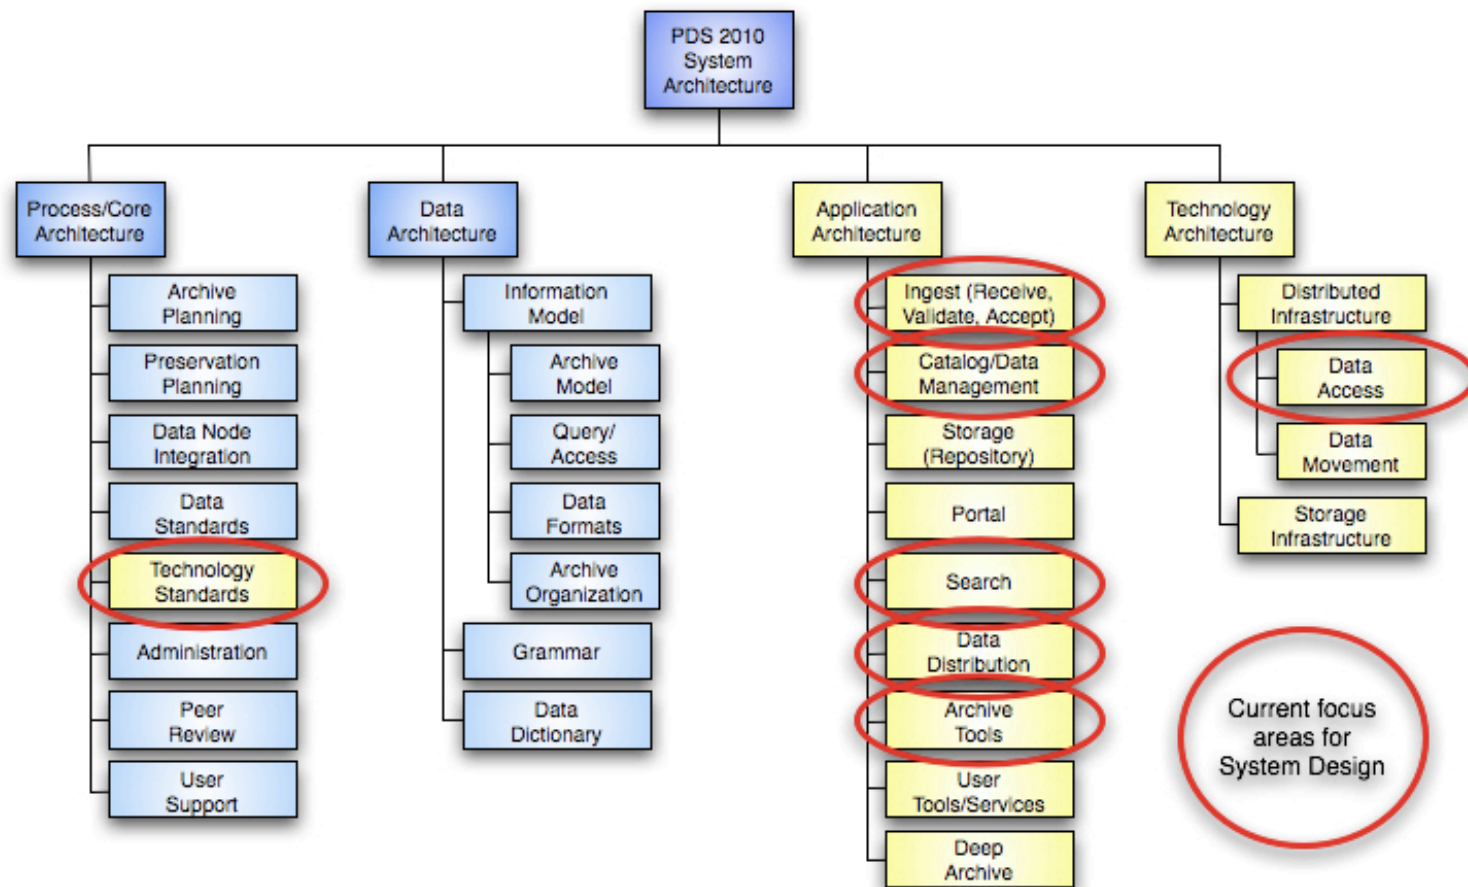 PDS 2010
System
Architecture
Process/Core
Architecture
Archive
Planning
Preservation
Planning
Data Node
Integration
Data
Standards
Technology
Standards
Administration
Peer
Review
User
Support
Data
Architecture
Information
Model
Archive
Model
Query/
Access
Data
Formats
Archive
Organization
Grammar
Data
Dictionary
Application
Architecture
Ingest (Receive,
Validate, Accept)
Catalog/Data
Management
Storage
(Repository)
Portal
Search
Data
Distribution
Archive
Tools
User
Tools/Services
Deep
Archive
Technology
Architecture
Distributed
Infrastructure
Data
Access
Data
Movement
Storage
Infrastructure
Current focus
areas for
System Design